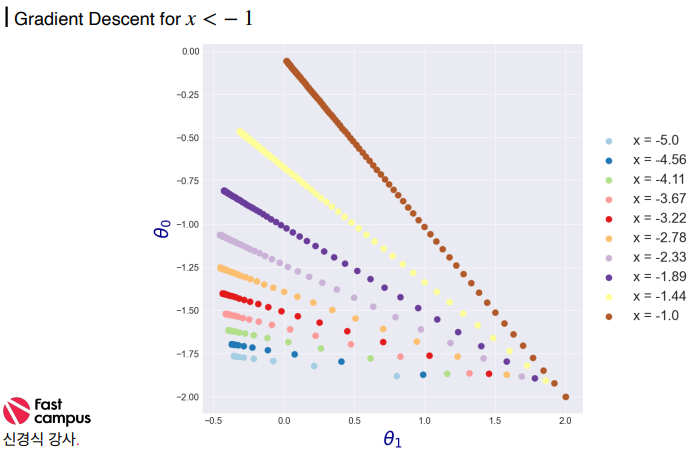 Gradient Descent for x < − 1
0.00
−0.25
−0.50
−0.75
−1.00
−1.25
−1.50
−1.75
−2.00
θ₀
−0.5 0.0 0.5 1.0 1.5 2.0
θ₁
x = -5.0
x = -4.56
x = -4.11
x = -3.67
x = -3.22
x = -2.78
x = -2.33
x = -1.89
x = -1.44
x = -1.0
Fast
campus
신경식 강사.